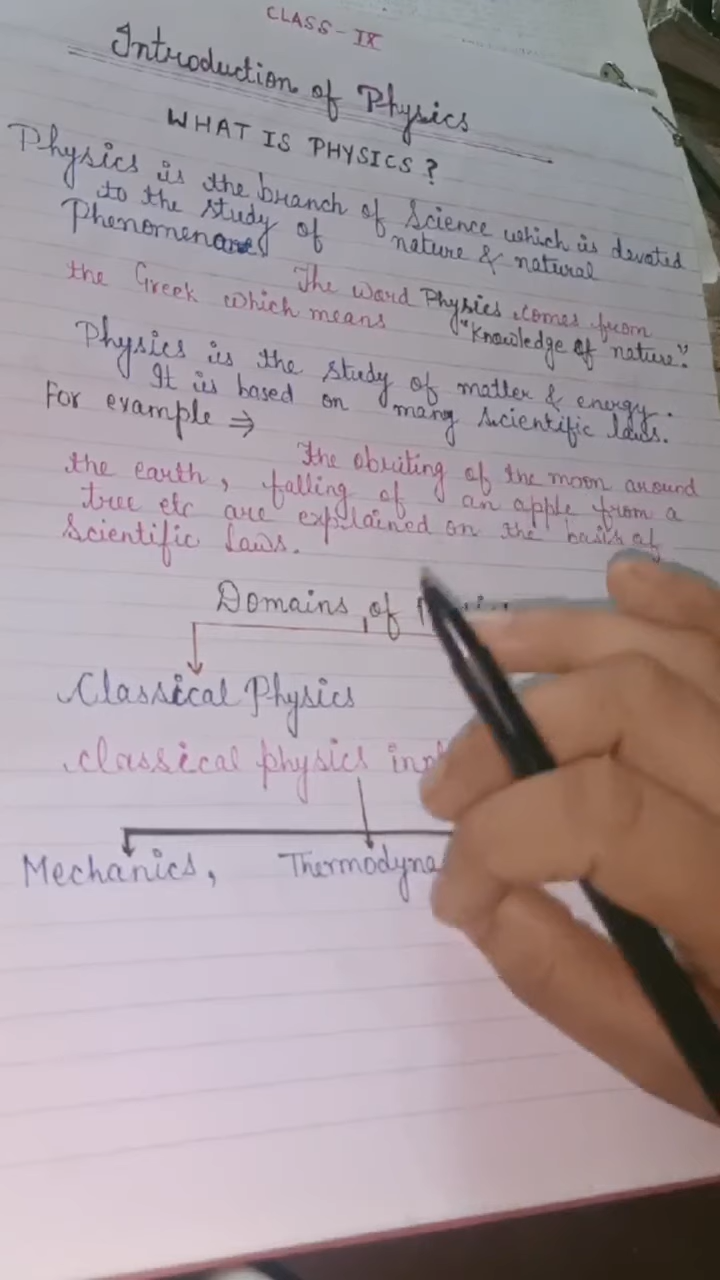 CLASS-IX
Introduction of Physics
WHAT IS PHYSICS?
Physics is the branch of Science which is devoted
to the study of nature & natural
Phenomena
The word Physics comes from
the Greek which means "Knowledge of nature".
Physics is the study of matter & energy.
It is based on many scientific laws.
For example ⇒
The obruiting of the moon around
the earth, falling of an apple from a
tree etc are explained on the basis of
Scientific laws.
Domains of
Classical Physics
Classical physics
Mechanics, Thermodyna